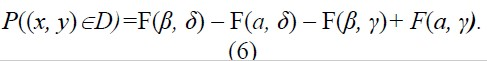 P((x, y)∈D)=F(β, δ) – F(a, δ) – F(β, γ)+ F(a, γ).
(6)